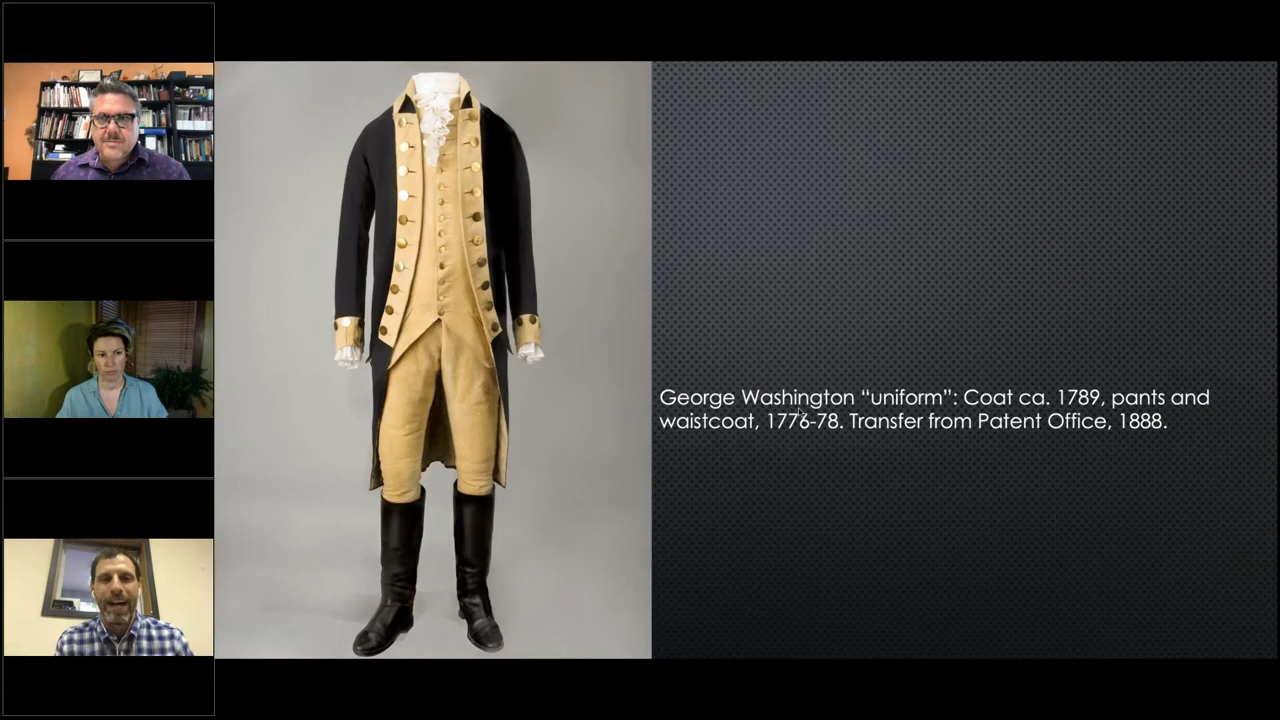 George Washington “uniform”: Coat ca. 1789, pants and
waistcoat, 1776-78. Transfer from Patent Office, 1888.